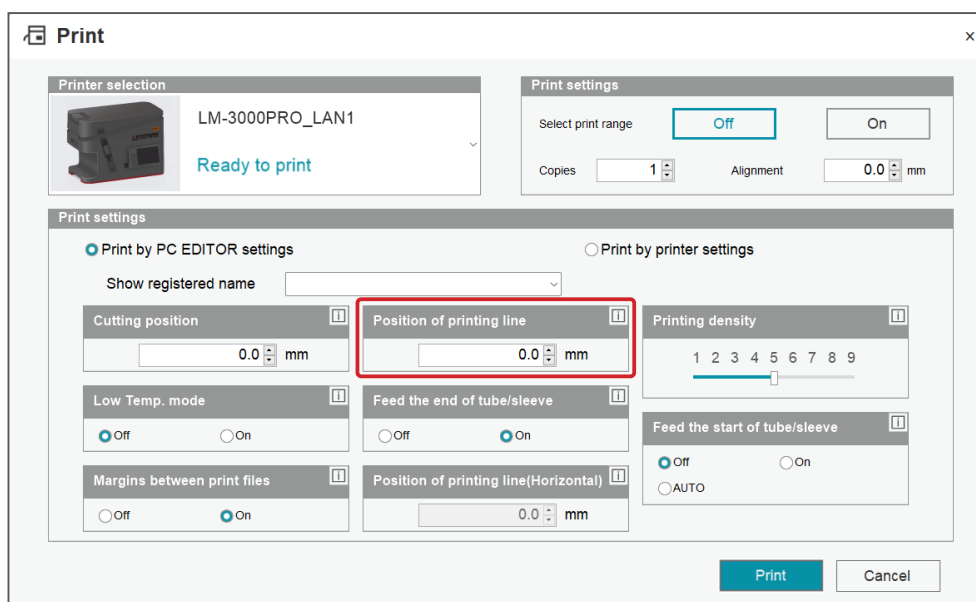 Print
×
Printer selection
LM-3000PRO_LAN1
Ready to print
Print settings
Select print range
Off
On
Copies
1
Alignment
0.0
mm
Print settings
Print by PC EDITOR settings
Print by printer settings
Show registered name
Cutting position
0.0
mm
Position of printing line
0.0
mm
Printing density
1 2 3 4 5 6 7 8 9
Low Temp. mode
Off
On
Feed the end of tube/sleeve
Off
On
Feed the start of tube/sleeve
Off
On
AUTO
Margins between print files
Off
On
Position of printing line(Horizontal)
0.0
mm
Print
Cancel